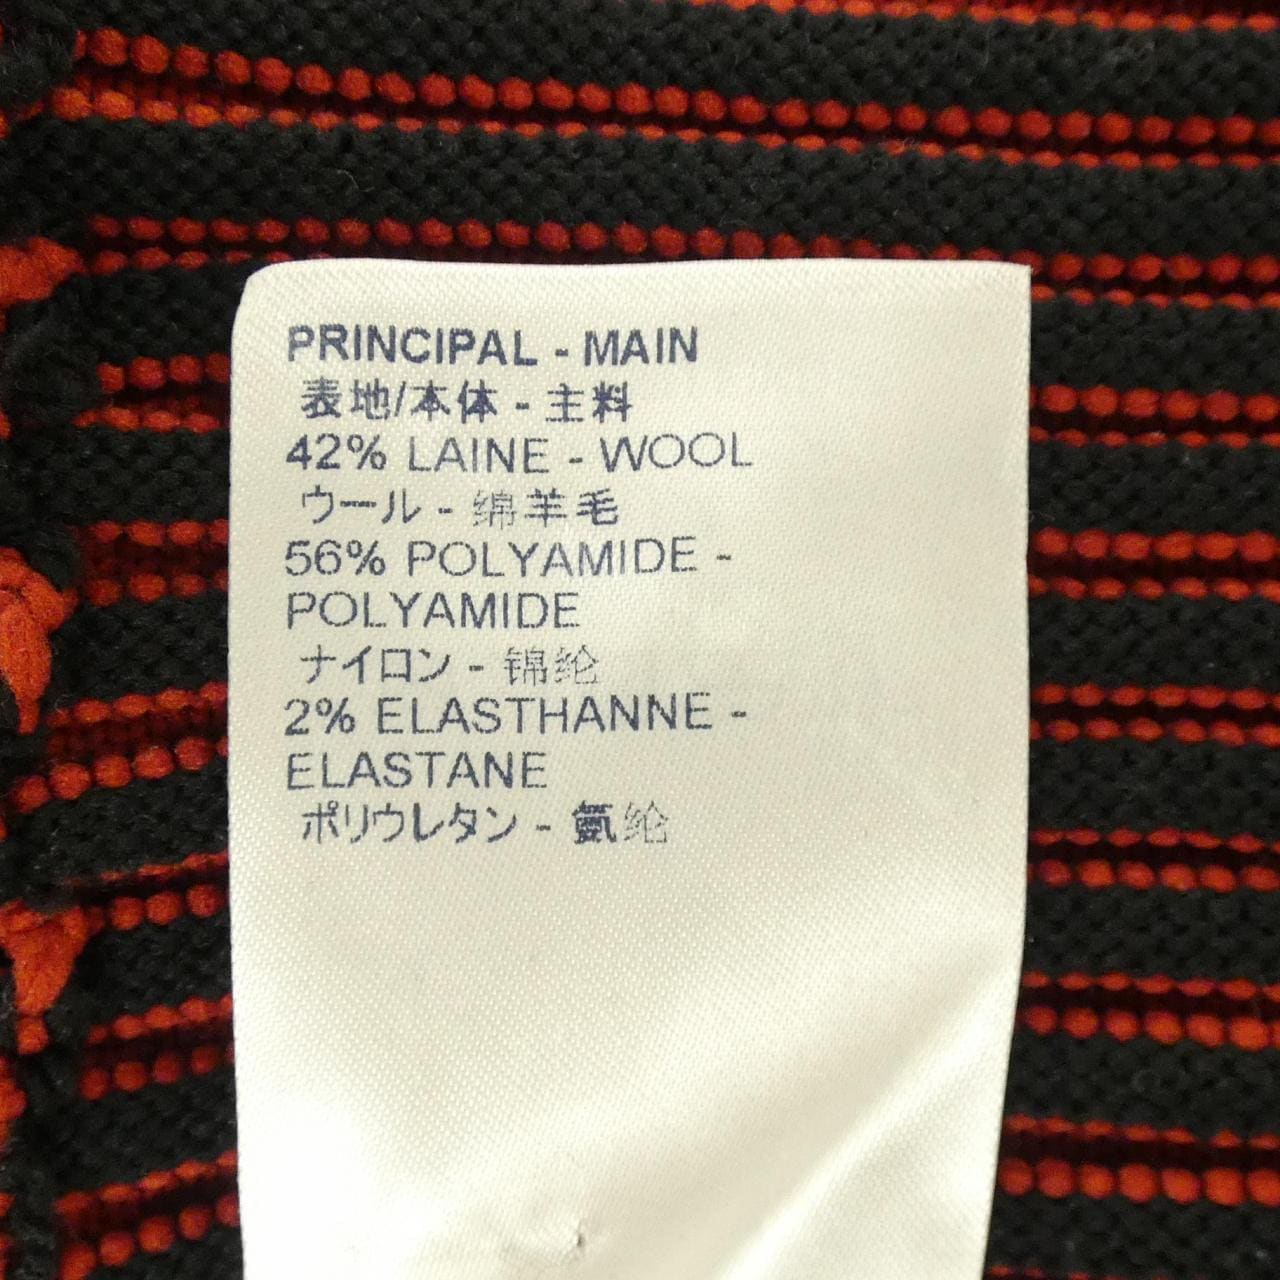 PRINCIPAL - MAIN
表地/本体 - 主料
42% LAINE - WOOL
ウール - 绵羊毛
56% POLYAMIDE -
POLYAMIDE
ナイロン - 锦纶
2% ELASTHANNE -
ELASTANE
ポリウレタン - 氨纶